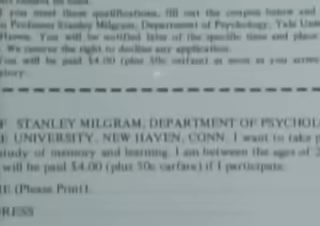 you meet these qualifications, fill out the coupon below and
Professor Stanley Milgram, Department of Psychology, Yale
Haven. You will be notified later of the specific time and place
We reserve the right to decline any application.
You will be paid $4.00 (plus 50c carfare) as soon as you arrive
STANLEY MILGRAM, DEPARTMENT OF PSYCHOL
UNIVERSITY, NEW HAVEN, CONN. I want to take p
study of memory and learning. I am between the ages of 2
will be paid $4.00 (plus 50c carfare) if I participate.
(Please Print)
RESS